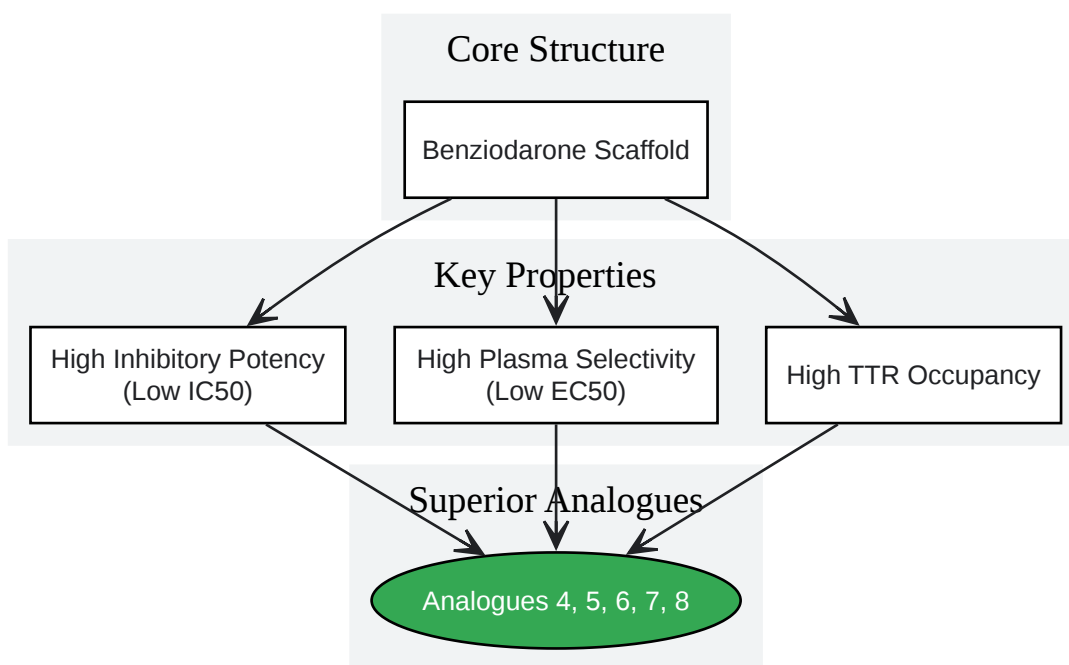 Core Structure
Benziodarone Scaffold
Key Properties
High Inhibitory Potency
(Low IC50)
High Plasma Selectivity
(Low EC50)
High TTR Occupancy
Superior Analogues
Analogues 4, 5, 6, 7, 8